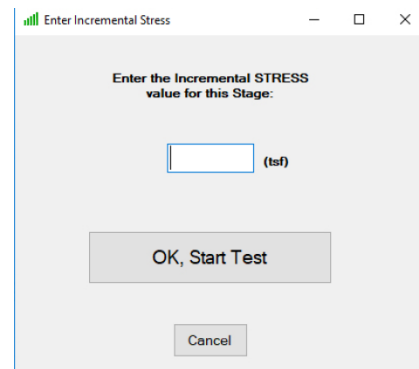 Enter Incremental Stress
Enter the Incremental STRESS
value for this Stage:
(tsf)
OK, Start Test
Cancel